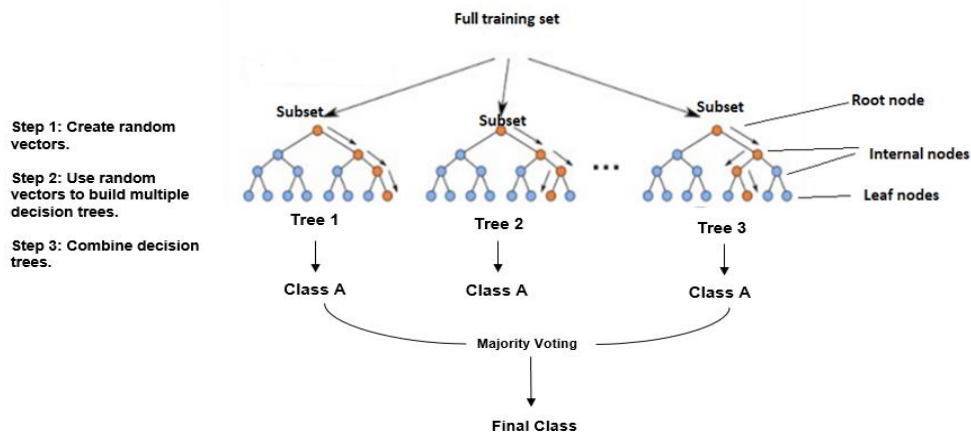 Full training set
Subset
Subset
Subset
Root node
Internal nodes
Leaf nodes
Step 1: Create random
vectors.
Step 2: Use random
vectors to build multiple
decision trees.
Step 3: Combine decision
trees.
...
Tree 1
Tree 2
Tree 3
Class A
Class A
Class A
Majority Voting
Final Class